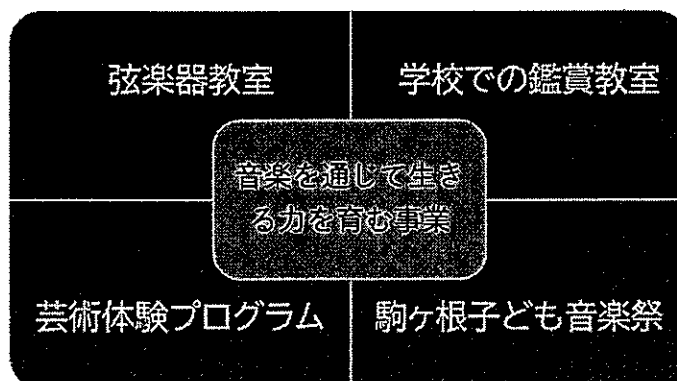 弦楽器教室
学校での鑑賞教室
音楽を通じて生き
る力を育む事業
芸術体験プログラム
駒ヶ根子ども音楽祭